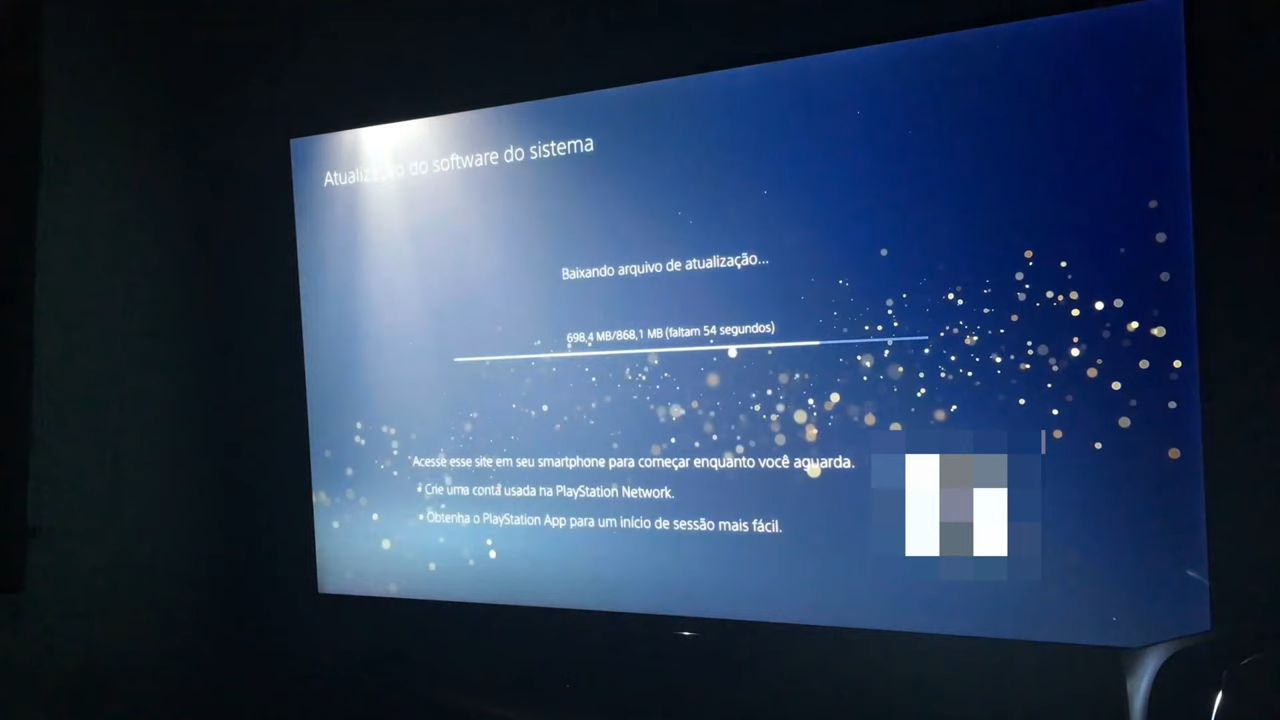 Atualização do software do sistema
Baixando arquivo de atualização...
698,4 MB/868,1 MB (faltam 54 segundos)
Acesse esse site em seu smartphone para começar enquanto você aguarda.
• Crie uma conta usada na PlayStation Network.
• Obtenha o PlayStation App para um início de sessão mais fácil.